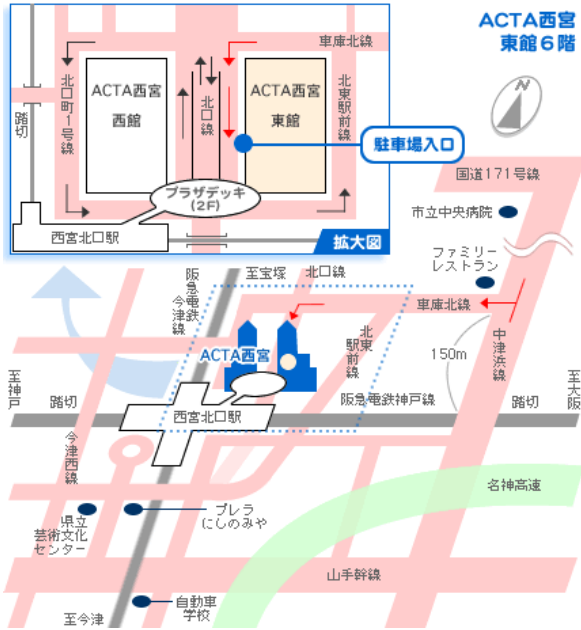 ACTA西宮
東館6階
車庫北線
踏切
北口町1号線
ACTA西宮
西館
北口線
ACTA西宮
東館
北東駅前線
駐車場入口
プラザデッキ
(2F)
西宮北口駅
拡大図
N
国道171号線
市立中央病院
ファミリー
レストラン
阪急電鉄
今津線
至宝塚
北口線
車庫北線
ACTA西宮
北東
駅前線
150m
中津浜線
至神戸
踏切
西宮北口駅
阪急電鉄神戸線
踏切
至大阪
今津西線
名神高速
県立
芸術文化
センター
プレラ
にしのみや
山手幹線
自動車
学校
至今津